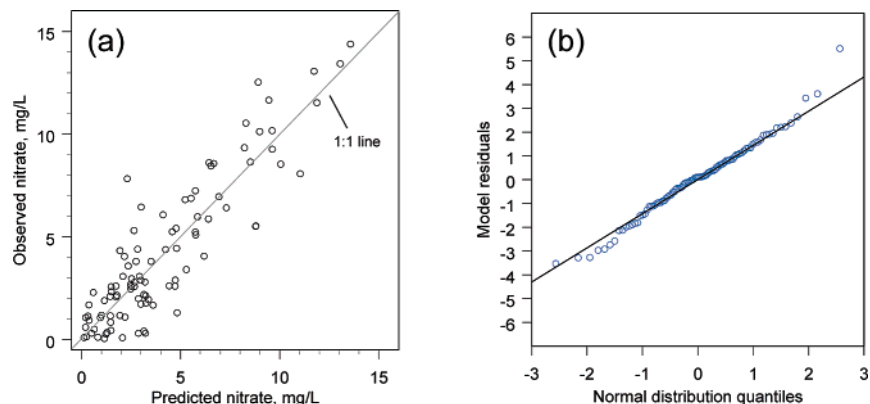 (a)
Observed nitrate, mg/L
15
10
5
0
1:1 line
0 5 10 15
Predicted nitrate, mg/L
(b)
Model residuals
6
5
4
3
2
1
0
-1
-2
-3
-4
-5
-6
-3 -2 -1 0 1 2 3
Normal distribution quantiles